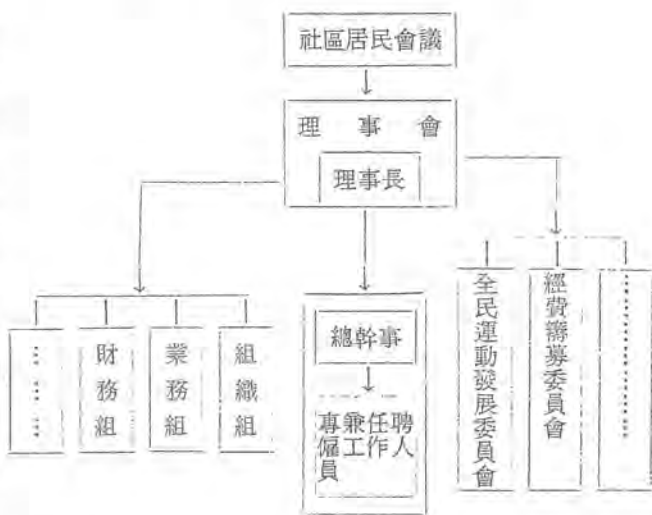 社區居民會議
理事會
理事長
全民運動發展委員會
經費籌募委員會
總幹事
專兼任聘
僱工作人
員
財務組
業務組
組織組